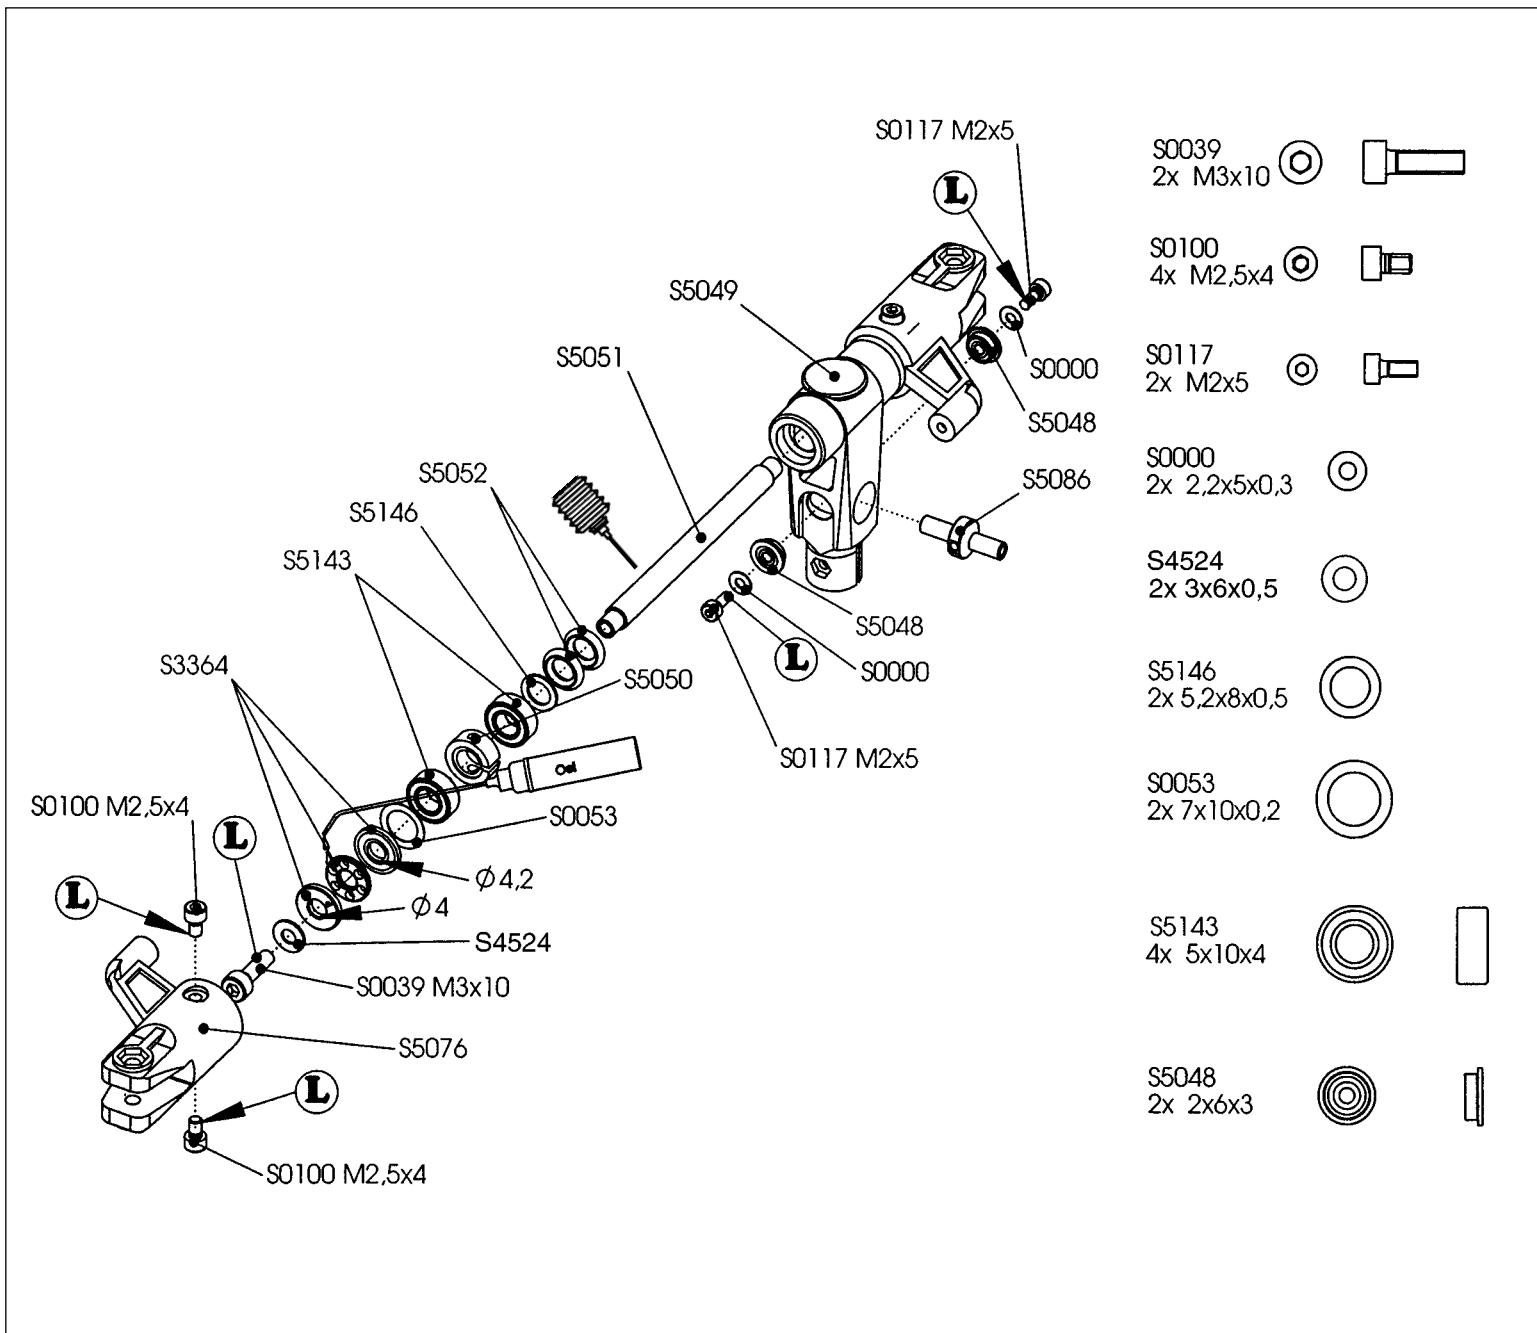 S0117 M2x5
L
S5049
S5051
S0000
S5048
S5052
S5146
S5143
S5086
S5048
S0000
L
S0117 M2x5
S3364
S5050
Oel
S0053
S0100 M2,5x4
L
L
Ø4,2
Ø4
S4524
S0039 M3x10
S5076
L
S0100 M2,5x4
S0039
2x M3x10
S0100
4x M2,5x4
S0117
2x M2x5
S0000
2x 2,2x5x0,3
S4524
2x 3x6x0,5
S5146
2x 5,2x8x0,5
S0053
2x 7x10x0,2
S5143
4x 5x10x4
S5048
2x 2x6x3